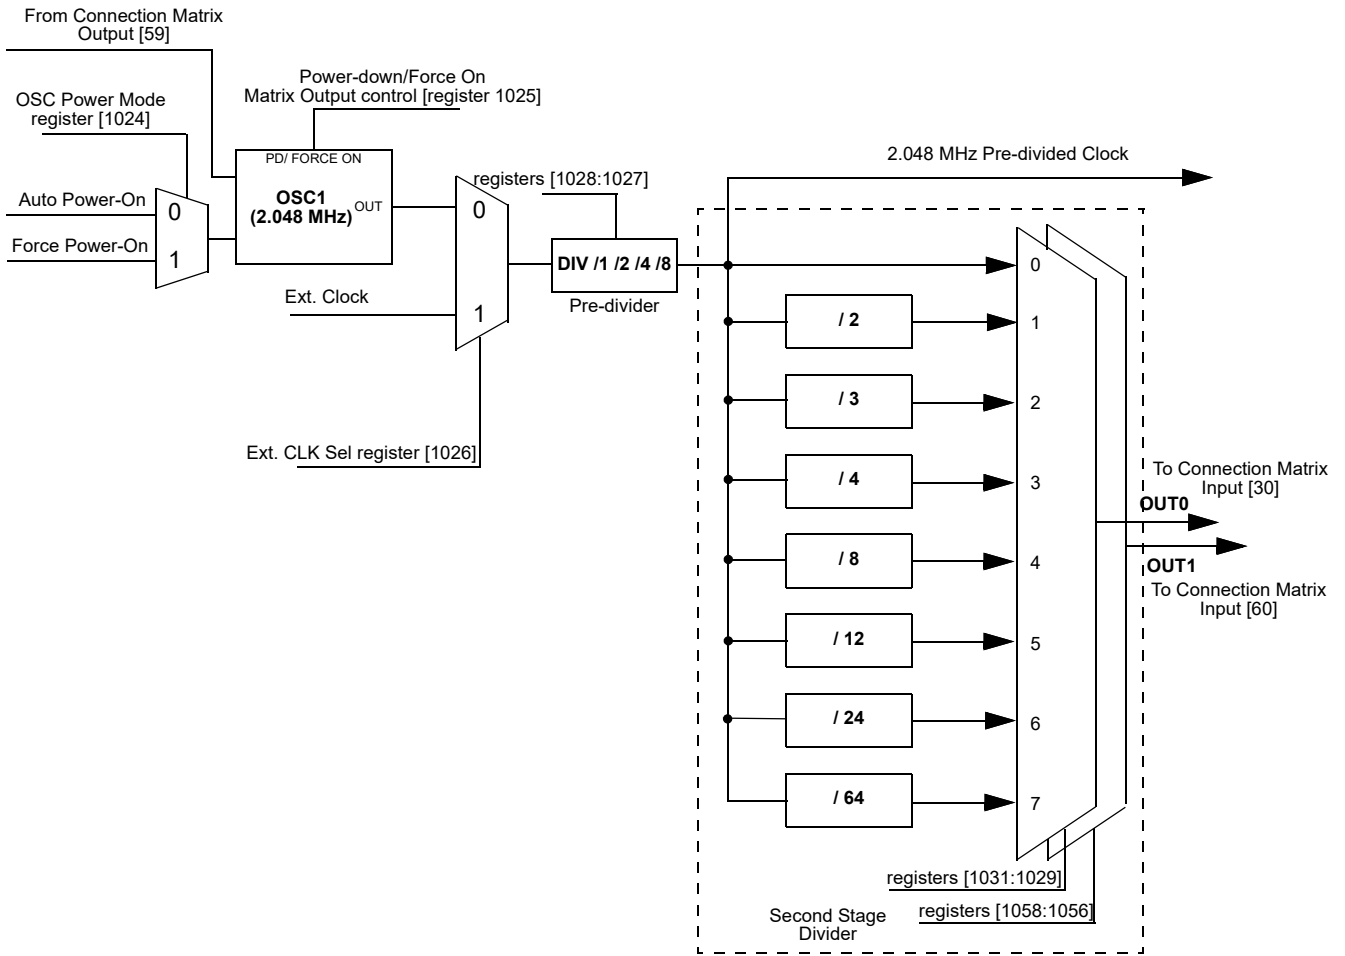 From Connection Matrix
Output [59]
Power-down/Force On
Matrix Output control [register 1025]
OSC Power Mode
register [1024]
PD/ FORCE ON
OSC1
(2.048 MHz)
OUT
Auto Power-On
Force Power-On
0
1
Ext. Clock
0
1
Ext. CLK Sel register [1026]
registers [1028:1027]
DIV /1 /2 /4 /8
Pre-divider
2.048 MHz Pre-divided Clock
0
/ 2
1
/ 3
2
/ 4
3
/ 8
4
/ 12
5
/ 24
6
/ 64
7
To Connection Matrix
Input [30]
OUT0
OUT1
To Connection Matrix
Input [60]
registers [1031:1029]
registers [1058:1056]
Second Stage
Divider